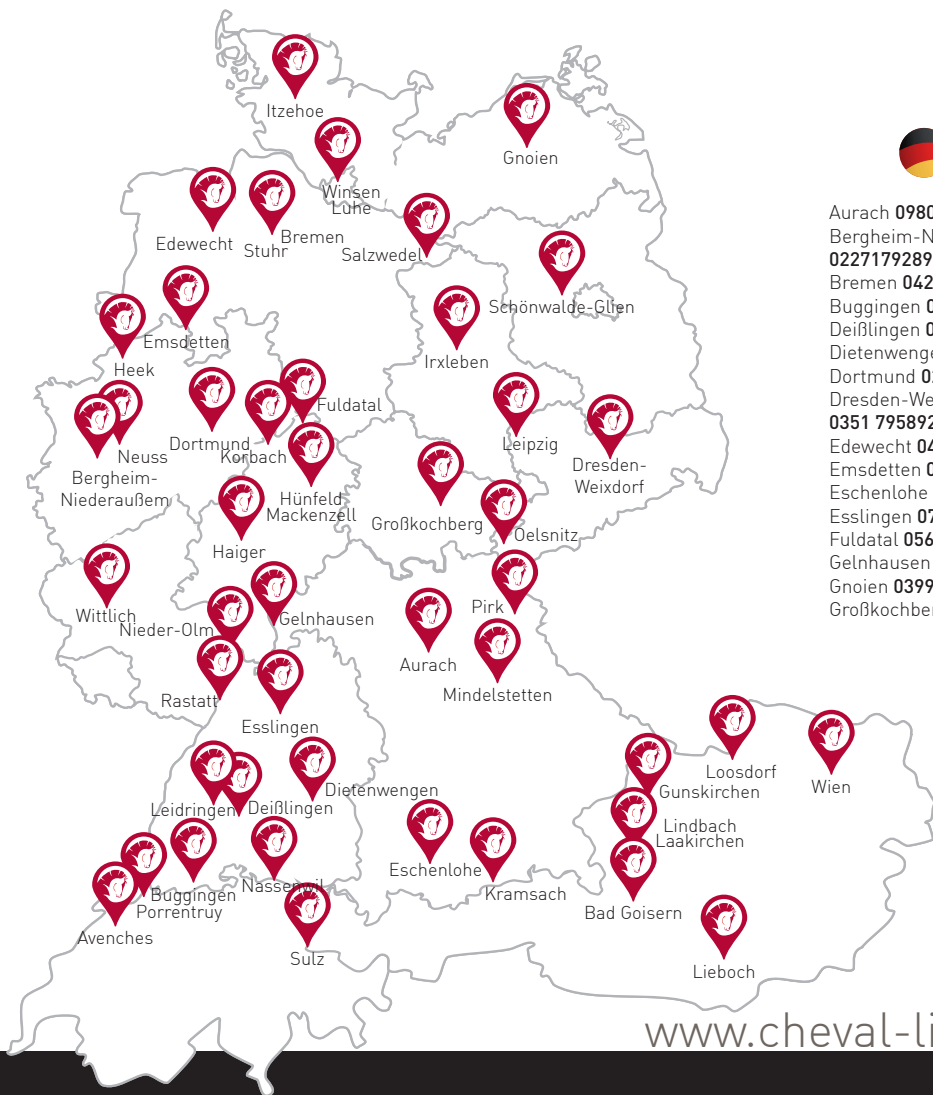 Itzehoe
Gnoien
Winsen
Luhe
Edewecht
Bremen
Stuhr
Salzwedel
Schönwalde-Glien
Emsdetten
Irxleben
Heek
Fuldatal
Dortmund
Korbach
Leipzig
Neuss
Bergheim-
Niederaußem
Dresden-
Weixdorf
Hünfeld
Mackenzell
Großkochberg
Oelsnitz
Haiger
Wittlich
Nieder-Olm
Gelnhausen
Pirk
Aurach
Mindelstetten
Rastatt
Esslingen
Loosdorf
Wien
Gunskirchen
Dietenwengen
Leidringen
Deißlingen
Lindbach
Laakirchen
Eschenlohe
Kramsach
Nassenwil
Buggingen
Porrentruy
Bad Goisern
Avenches
Sulz
Lieboch
Aurach 0980
Bergheim-N
0227179289
Bremen 042
Buggingen 0
Deißlingen 0
Dietenwenge
Dortmund 02
Dresden-We
0351 795892
Edewecht 04
Emsdetten 0
Eschenlohe
Esslingen 07
Fuldatal 056
Gelnhausen
Gnoien 0399
Großkochber
www.cheval-li